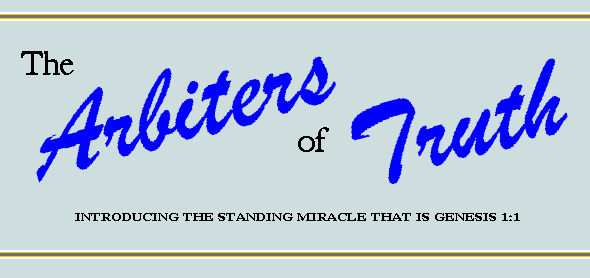 The
Arbiters
of
Truth
INTRODUCING THE STANDING MIRACLE THAT IS GENESIS 1:1